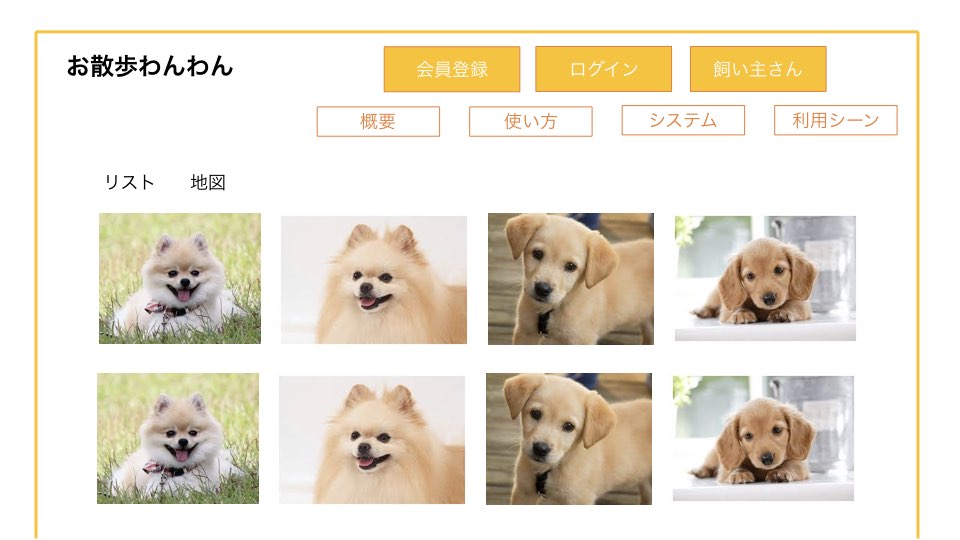 お散歩わんわん
会員登録 ログイン 飼い主さん
概要 使い方 システム 利用シーン
リスト 地図